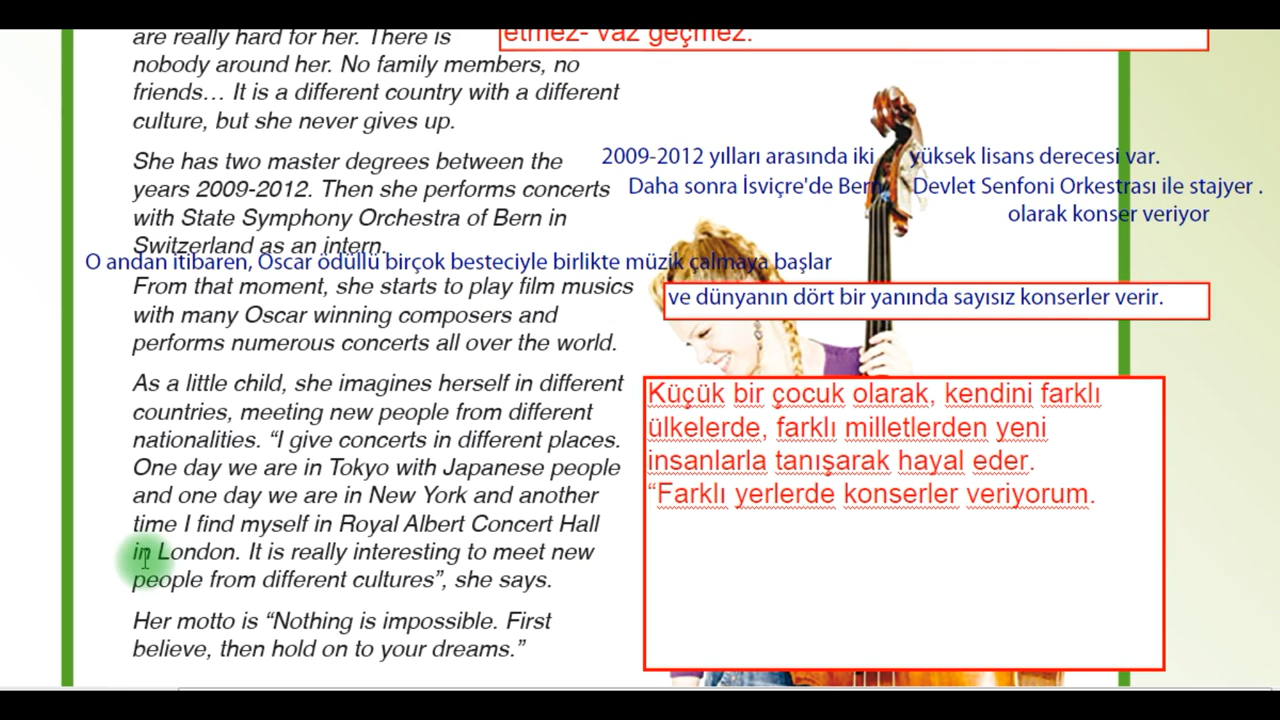 etmez- vaz geçmez.
are really hard for her. There is
nobody around her. No family members, no
friends… It is a different country with a different
culture, but she never gives up.
She has two master degrees between the
years 2009-2012. Then she performs concerts
with State Symphony Orchestra of Bern in
Switzerland as an intern.
2009-2012 yılları arasında iki yüksek lisans derecesi var.
Daha sonra İsviçre'de Bern Devlet Senfoni Orkestrası ile stajyer .
olarak konser veriyor
O andan itibaren, Oscar ödüllü birçok besteciyle birlikte müzik çalmaya başlar
From that moment, she starts to play film musics
with many Oscar winning composers and
performs numerous concerts all over the world.
ve dünyanın dört bir yanında sayısız konserler verir.
As a little child, she imagines herself in different
countries, meeting new people from different
nationalities. “I give concerts in different places.
One day we are in Tokyo with Japanese people
and one day we are in New York and another
time I find myself in Royal Albert Concert Hall
in London. It is really interesting to meet new
people from different cultures”, she says.
Her motto is “Nothing is impossible. First
believe, then hold on to your dreams.”
Küçük bir çocuk olarak, kendini farklı
ülkelerde, farklı milletlerden yeni
insanlarla tanışarak hayal eder.
“Farklı yerlerde konserler veriyorum.